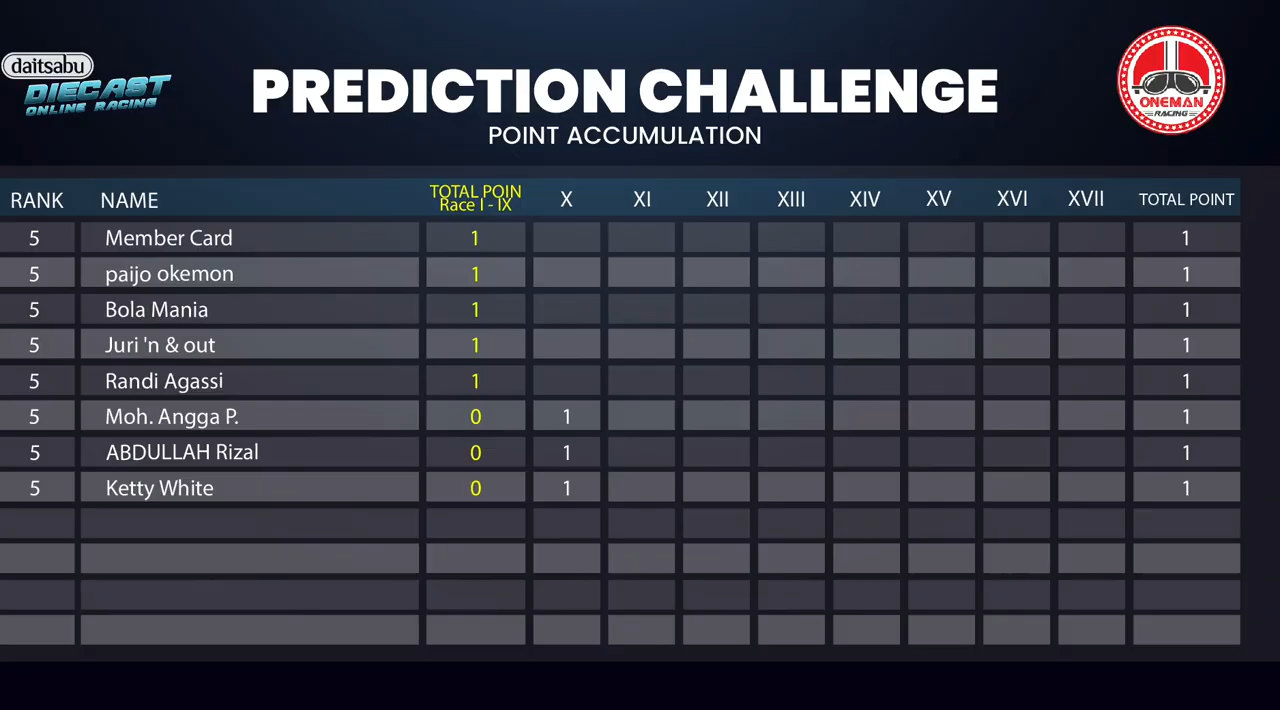 daitsabu
DIECAST
ONLINE RACING
PREDICTION CHALLENGE
POINT ACCUMULATION
ONEMAN
RACING
RANK NAME TOTAL POIN Race I - IX X XI XII XIII XIV XV XVI XVII TOTAL POINT
5 Member Card 1 1
5 paijo okemon 1 1
5 Bola Mania 1 1
5 Juri 'n & out 1 1
5 Randi Agassi 1 1
5 Moh. Angga P. 0 1 1
5 ABDULLAH Rizal 0 1 1
5 Ketty White 0 1 1